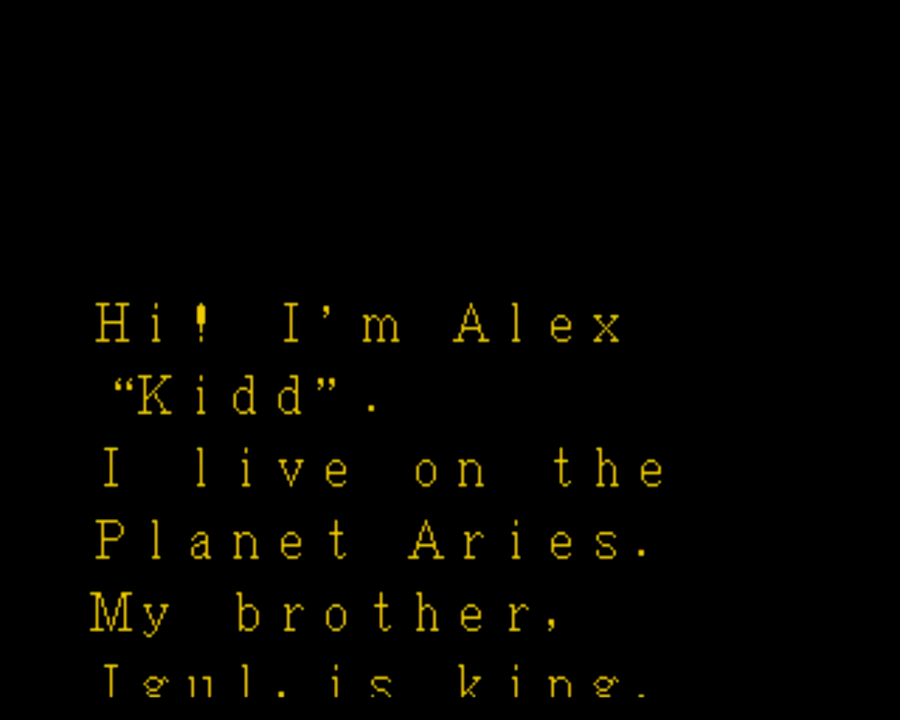 Hi! I’m Alex
“Kidd”.
I live on the
Planet Aries.
My brother,
Igul, is king.